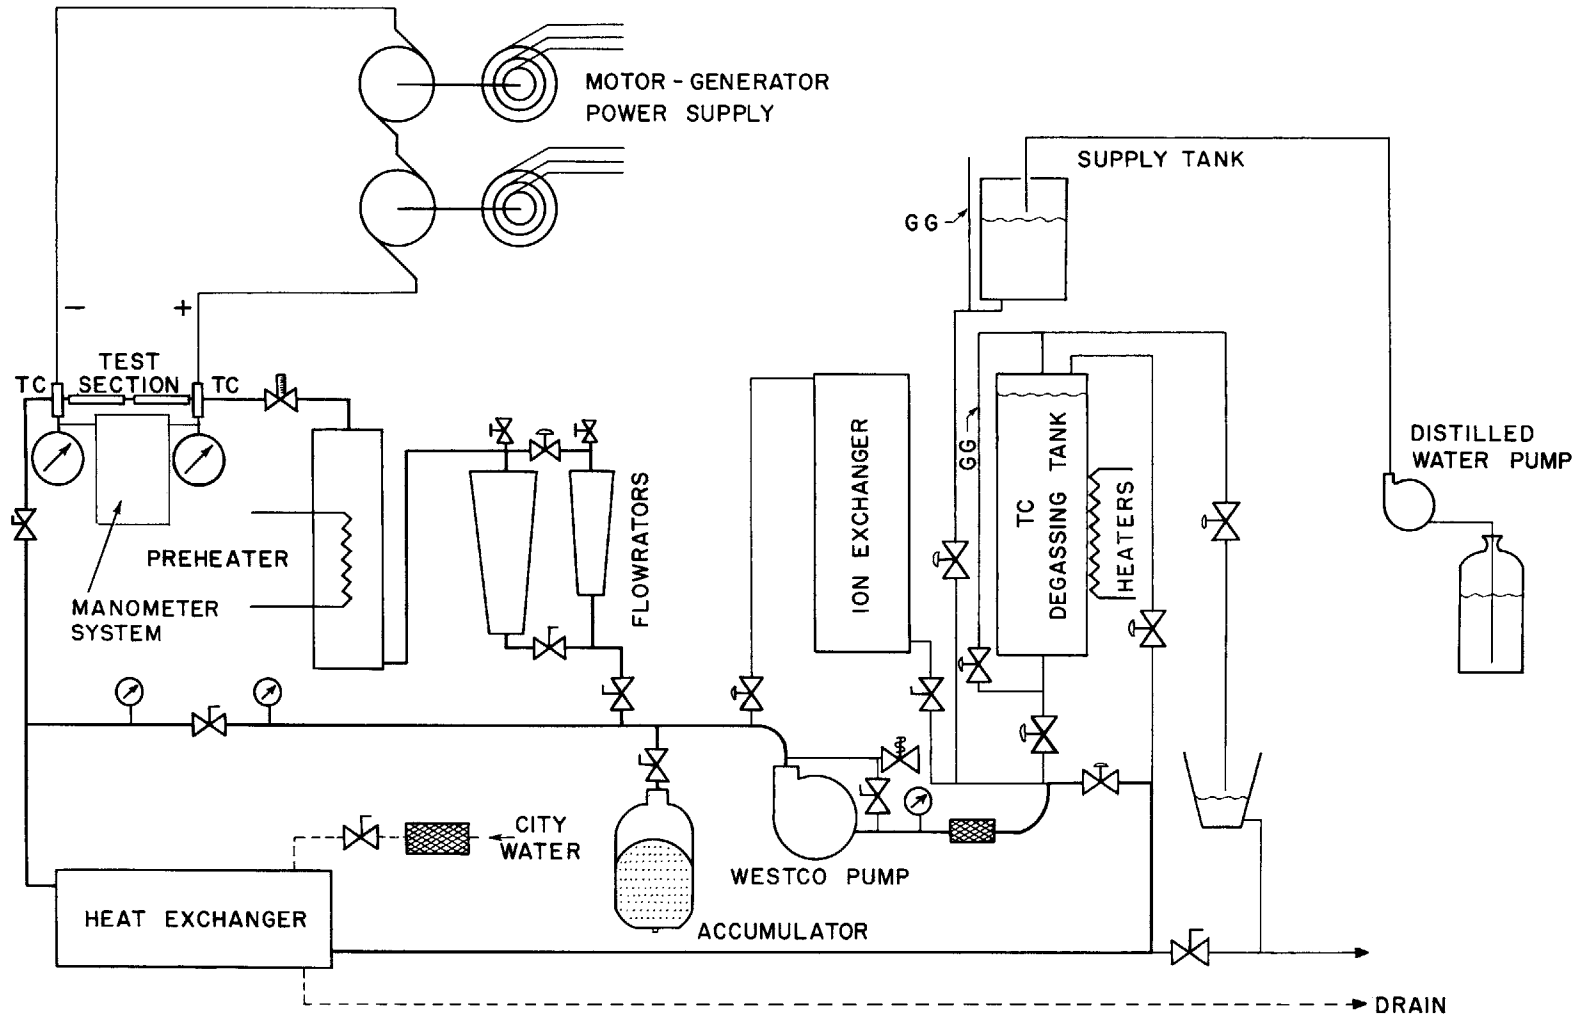 MOTOR - GENERATOR
POWER SUPPLY
SUPPLY TANK
GG
− +
TEST
TC SECTION TC
DISTILLED
WATER PUMP
GG
ION EXCHANGER
TC
DEGASSING TANK
HEATERS
FLOWRATORS
PREHEATER
MANOMETER
SYSTEM
CITY
WATER
WESTCO PUMP
HEAT EXCHANGER
ACCUMULATOR
DRAIN